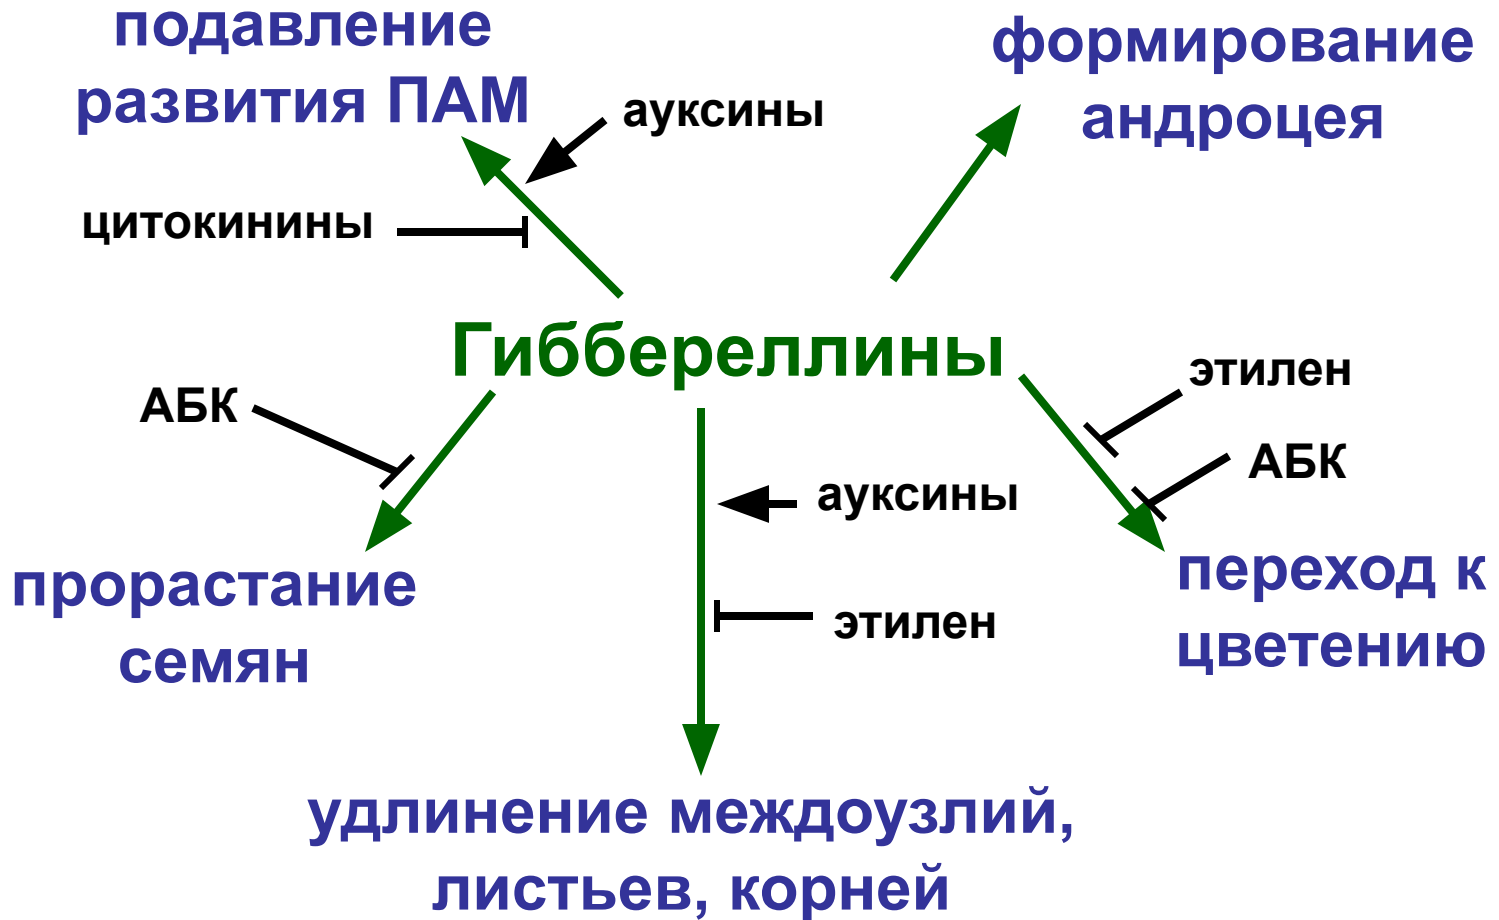 подавление
развития ПАМ
формирование
андроцея
ауксины
цитокинины
Гиббереллины
этилен
АБК
АБК
ауксины
прорастание
семян
этилен
переход к
цветению
удлинение междоузлий,
листьев, корней